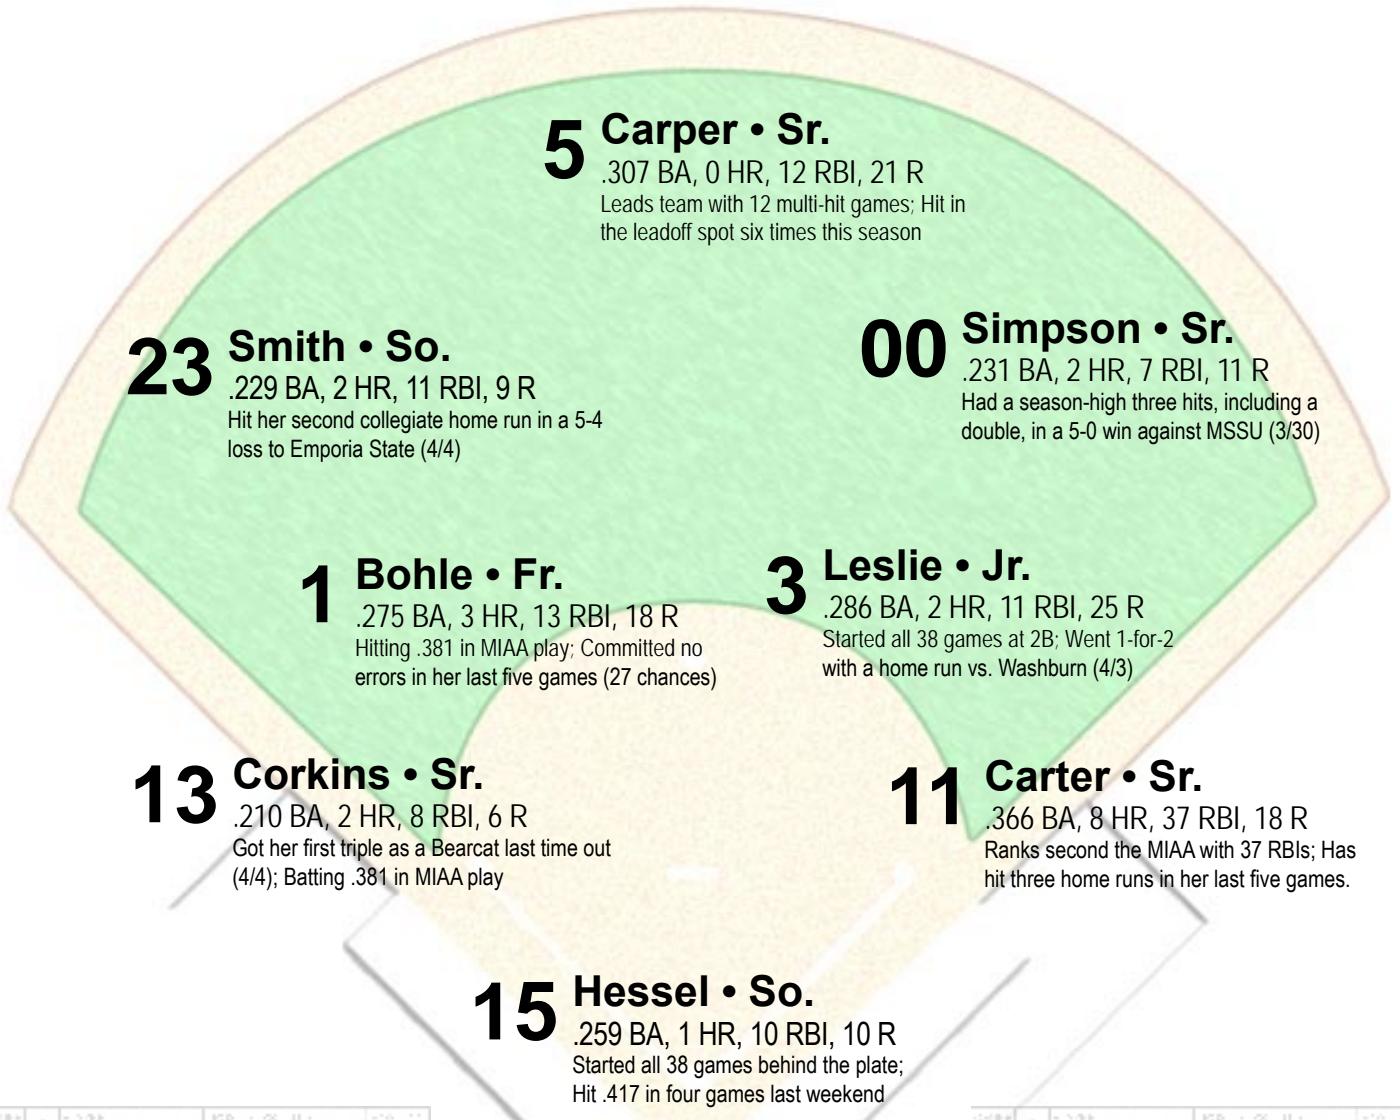 5
Carper • Sr.
.307 BA, 0 HR, 12 RBI, 21 R
Leads team with 12 multi-hit games; Hit in
the leadoff spot six times this season
23
Smith • So.
.229 BA, 2 HR, 11 RBI, 9 R
Hit her second collegiate home run in a 5-4
loss to Emporia State (4/4)
00
Simpson • Sr.
.231 BA, 2 HR, 7 RBI, 11 R
Had a season-high three hits, including a
double, in a 5-0 win against MSSU (3/30)
1
Bohle • Fr.
.275 BA, 3 HR, 13 RBI, 18 R
Hitting .381 in MIAA play; Committed no
errors in her last five games (27 chances)
3
Leslie • Jr.
.286 BA, 2 HR, 11 RBI, 25 R
Started all 38 games at 2B; Went 1-for-2
with a home run vs. Washburn (4/3)
13
Corkins • Sr.
.210 BA, 2 HR, 8 RBI, 6 R
Got her first triple as a Bearcat last time out
(4/4); Batting .381 in MIAA play
11
Carter • Sr.
.366 BA, 8 HR, 37 RBI, 18 R
Ranks second the MIAA with 37 RBIs; Has
hit three home runs in her last five games.
15
Hessel • So.
.259 BA, 1 HR, 10 RBI, 10 R
Started all 38 games behind the plate;
Hit .417 in four games last weekend